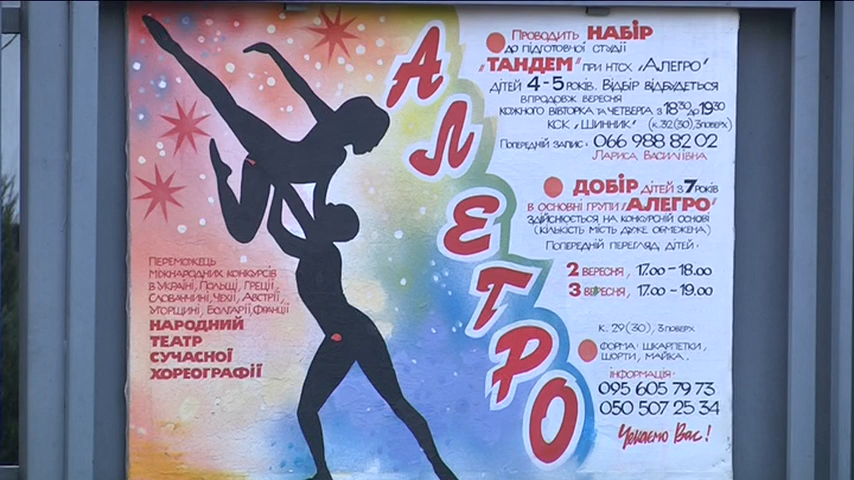 АЛЕГРО
ПРОВОДИТЬ НАБІР
ДО ПІДГОТОВЧОЇ СТУДІЇ
„ТАНДЕМ" ПРИ НТСХ „АЛЕГРО"
ДІТЕЙ 4-5 РОКІВ. ВІДБІР ВІДБУДЕТЬСЯ
ВПРОДОВЖ ВЕРЕСНЯ
КОЖНОГО ВІВТОРКА ТА ЧЕТВЕРГА З 18³⁰ ДО 19³⁰
КСК „ШИННИК" (К.32(30), 3 ПОВЕРХ)
ПОПЕРЕДНІЙ ЗАПИС: 066 988 82 02
ЛАРИСА ВАСИЛІВНА
ДОБІР ДІТЕЙ З 7 РОКІВ
В ОСНОВНІ ГРУПИ „АЛЕГРО"
ЗДІЙСНЮЄТЬСЯ НА КОНКУРСНІЙ ОСНОВІ
(КІЛЬКІСТЬ МІСТЬ ДУЖЕ ОБМЕЖЕНА)
ПОПЕРЕДНІЙ ПЕРЕГЛЯД ДІТЕЙ:
2 ВЕРЕСНЯ, 17.00 - 18.00
3 ВЕРЕСНЯ, 17.00 - 19.00
К. 29(30), 3 ПОВЕРХ
ФОРМА: ШКАРПЕТКИ,
ШОРТИ, МАЙКА.
ІНФОРМАЦІЯ:
095 605 79 73
050 507 25 34
Чекаємо Вас!
ПЕРЕМОЖЕЦЬ
МІЖНАРОДНИХ КОНКУРСІВ
В УКРАЇНІ, ПОЛЬЩІ, ГРЕЦІЇ,
СЛОВАЧЧИНІ, ЧЕХІЇ, АВСТРІЇ,
УГОРЩИНІ, БОЛГАРІЇ, ФРАНЦІЇ
НАРОДНИЙ
ТЕАТР
СУЧАСНОЇ
ХОРЕОГРАФІЇ